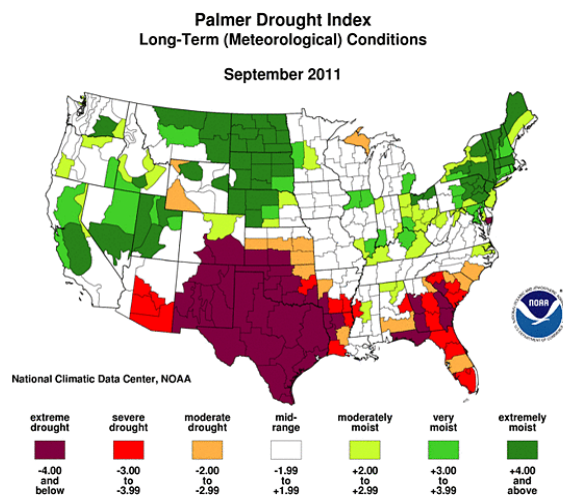 Palmer Drought Index
Long-Term (Meteorological) Conditions
September 2011
NOAA
National Climatic Data Center, NOAA
extreme drought
severe drought
moderate drought
mid-range
moderately moist
very moist
extremely moist
-4.00 and below
-3.00 to -3.99
-2.00 to -2.99
-1.99 to +1.99
+2.00 to +2.99
+3.00 to +3.99
+4.00 and above